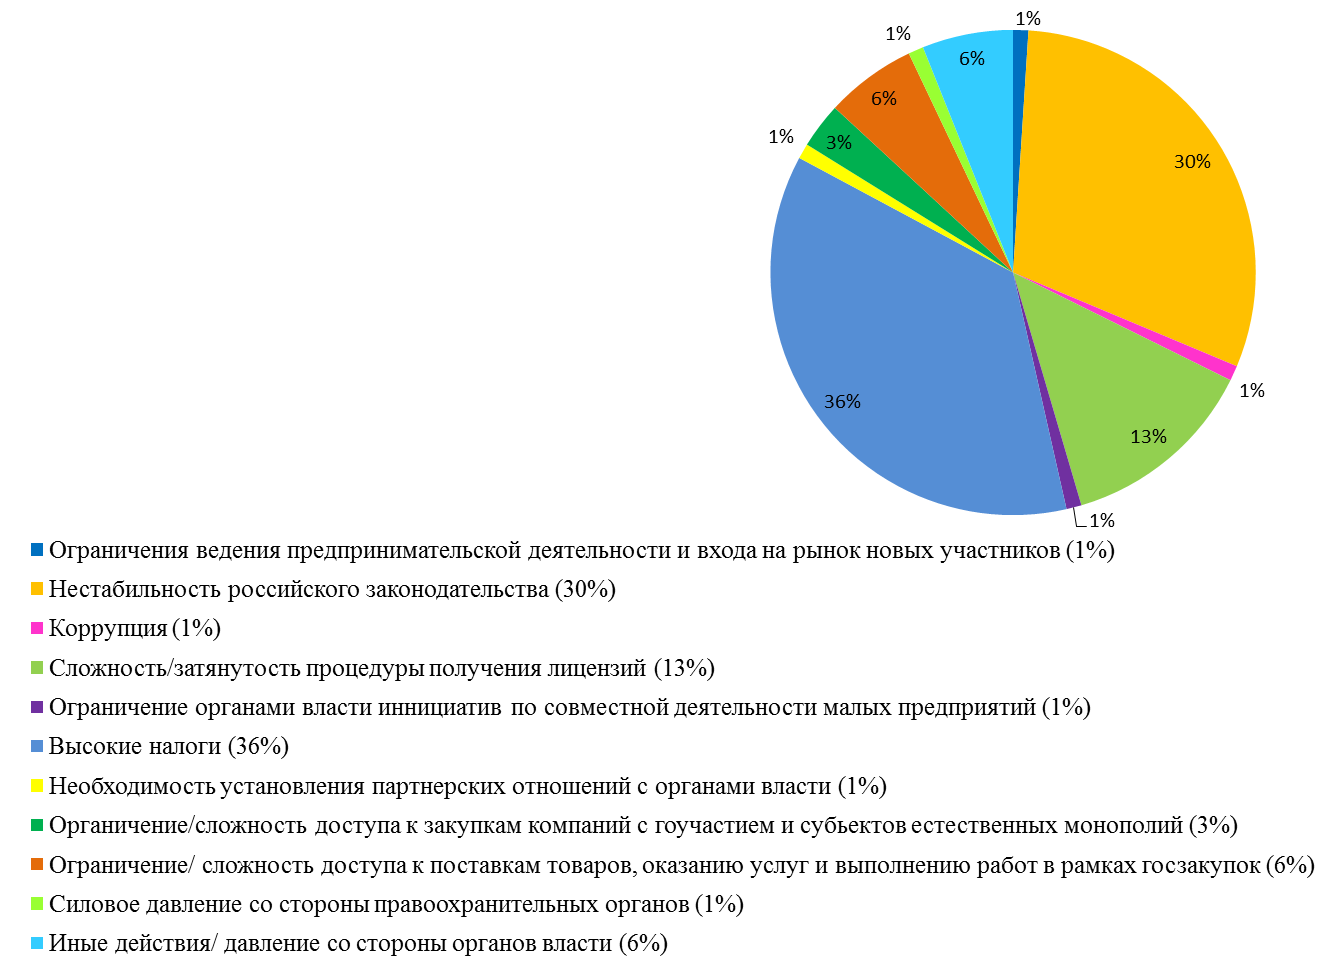 1%
1%
6%
6%
1%
3%
30%
36%
1%
13%
1%
Ограничения ведения предпринимательской деятельности и входа на рынок новых участников (1%)
Нестабильность российского законодательства (30%)
Коррупция (1%)
Сложность/затянутость процедуры получения лицензий (13%)
Ограничение органами власти иннициатив по совместной деятельности малых предприятий (1%)
Высокие налоги (36%)
Необходимость установления партнерских отношений с органами власти (1%)
Органичение/сложность доступа к закупкам компаний с гоучастием и субьектов естественных монополий (3%)
Ограничение/ сложность доступа к поставкам товаров, оказанию услуг и выполнению работ в рамках госзакупок (6%)
Силовое давление со стороны правоохранительных органов (1%)
Иные действия/ давление со стороны органов власти (6%)